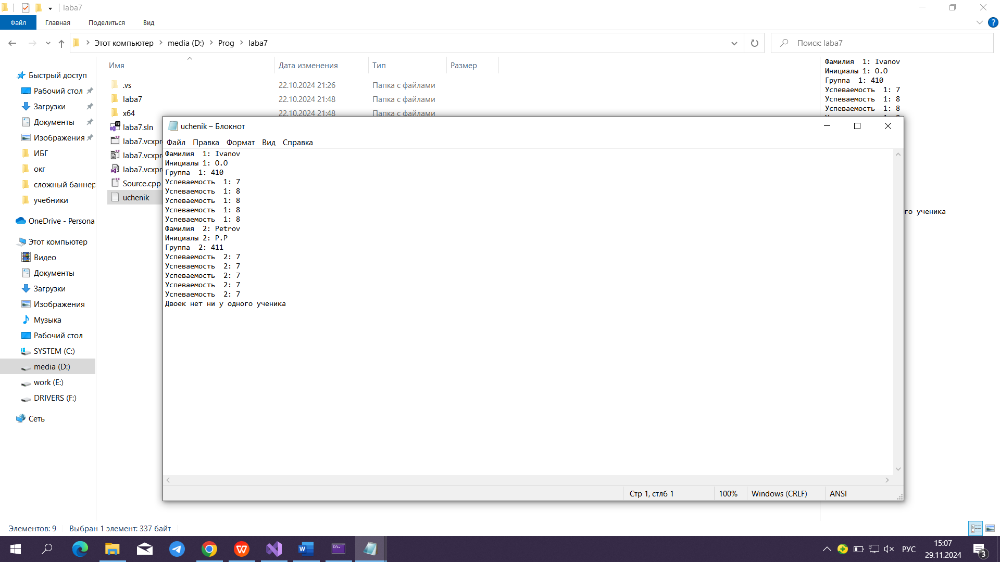 laba7
Файл Главная Поделиться Вид
Этот компьютер media (D:) Prog laba7
Поиск: laba7
Имя Дата изменения Тип Размер
.vs 22.10.2024 21:26 Папка с файлами
laba7 22.10.2024 21:48 Папка с файлами
x64 22.10.2024 21:48 Папка с файлами
laba7.sln
laba7.vcxpr
laba7.vcxpr
laba7.vcxpr
Source.cpp
uchenik
Быстрый доступ
Рабочий стол
Загрузки
Документы
Изображения
ИБГ
окг
сложный баннер
учебники
OneDrive - Persona
Этот компьютер
Видео
Документы
Загрузки
Изображения
Музыка
Рабочий стол
SYSTEM (C:)
media (D:)
work (E:)
DRIVERS (F:)
Сеть
Фамилия  1: Ivanov
Инициалы 1: O.O
Группа  1: 410
Успеваемость  1: 7
Успеваемость  1: 8
Успеваемость  1: 8
го ученика
uchenik – Блокнот
Файл Правка Формат Вид Справка
Фамилия  1: Ivanov
Инициалы 1: O.O
Группа  1: 410
Успеваемость  1: 7
Успеваемость  1: 8
Успеваемость  1: 8
Успеваемость  1: 8
Успеваемость  1: 8
Фамилия  2: Petrov
Инициалы 2: P.P
Группа  2: 411
Успеваемость  2: 7
Успеваемость  2: 7
Успеваемость  2: 7
Успеваемость  2: 7
Успеваемость  2: 7
Двоек нет ни у одного ученика
Стр 1, стлб 1 100% Windows (CRLF) ANSI
Элементов: 9 Выбран 1 элемент: 337 байт
РУС
15:07
29.11.2024
3